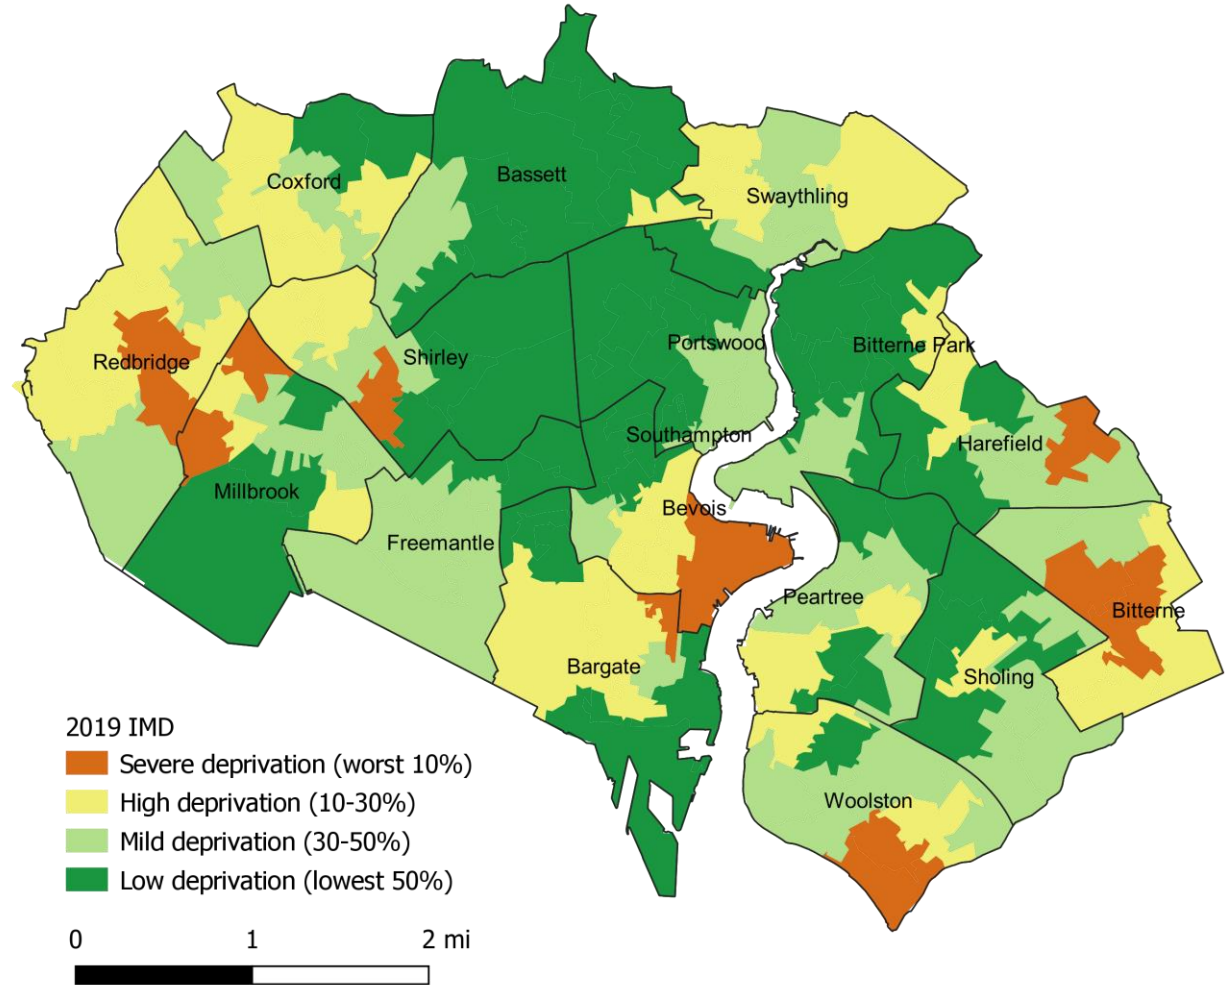 Bassett
Coxford
Swaythling
Portswood
Bitterne Park
Shirley
Redbridge
Southampton
Harefield
Millbrook
Bevois
Freemantle
Peartree
Bitterne
Bargate
Sholing
2019 IMD
Severe deprivation (worst 10%)
High deprivation (10-30%)
Woolston
Mild deprivation (30-50%)
Low deprivation (lowest 50%)
0 1 2 mi